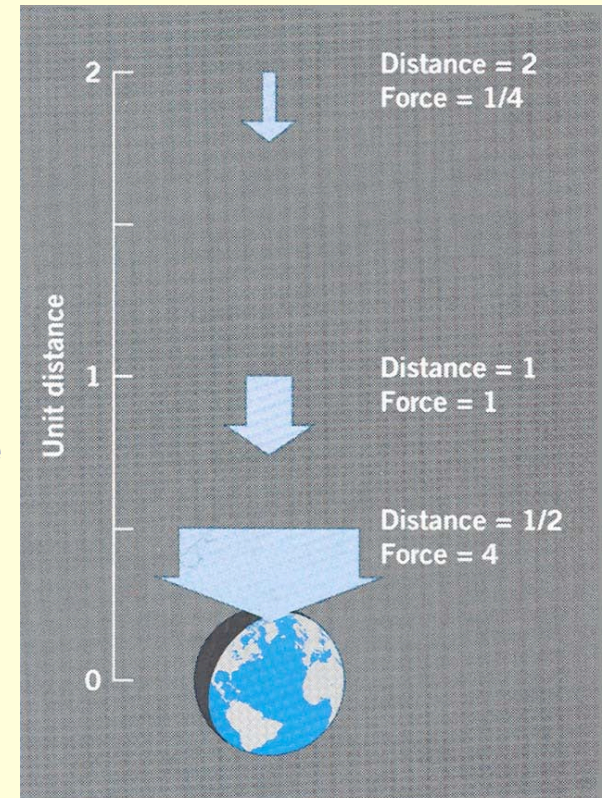 2
Distance = 2
Force = 1/4
Unit distance
1
Distance = 1
Force = 1
Distance = 1/2
Force = 4
0